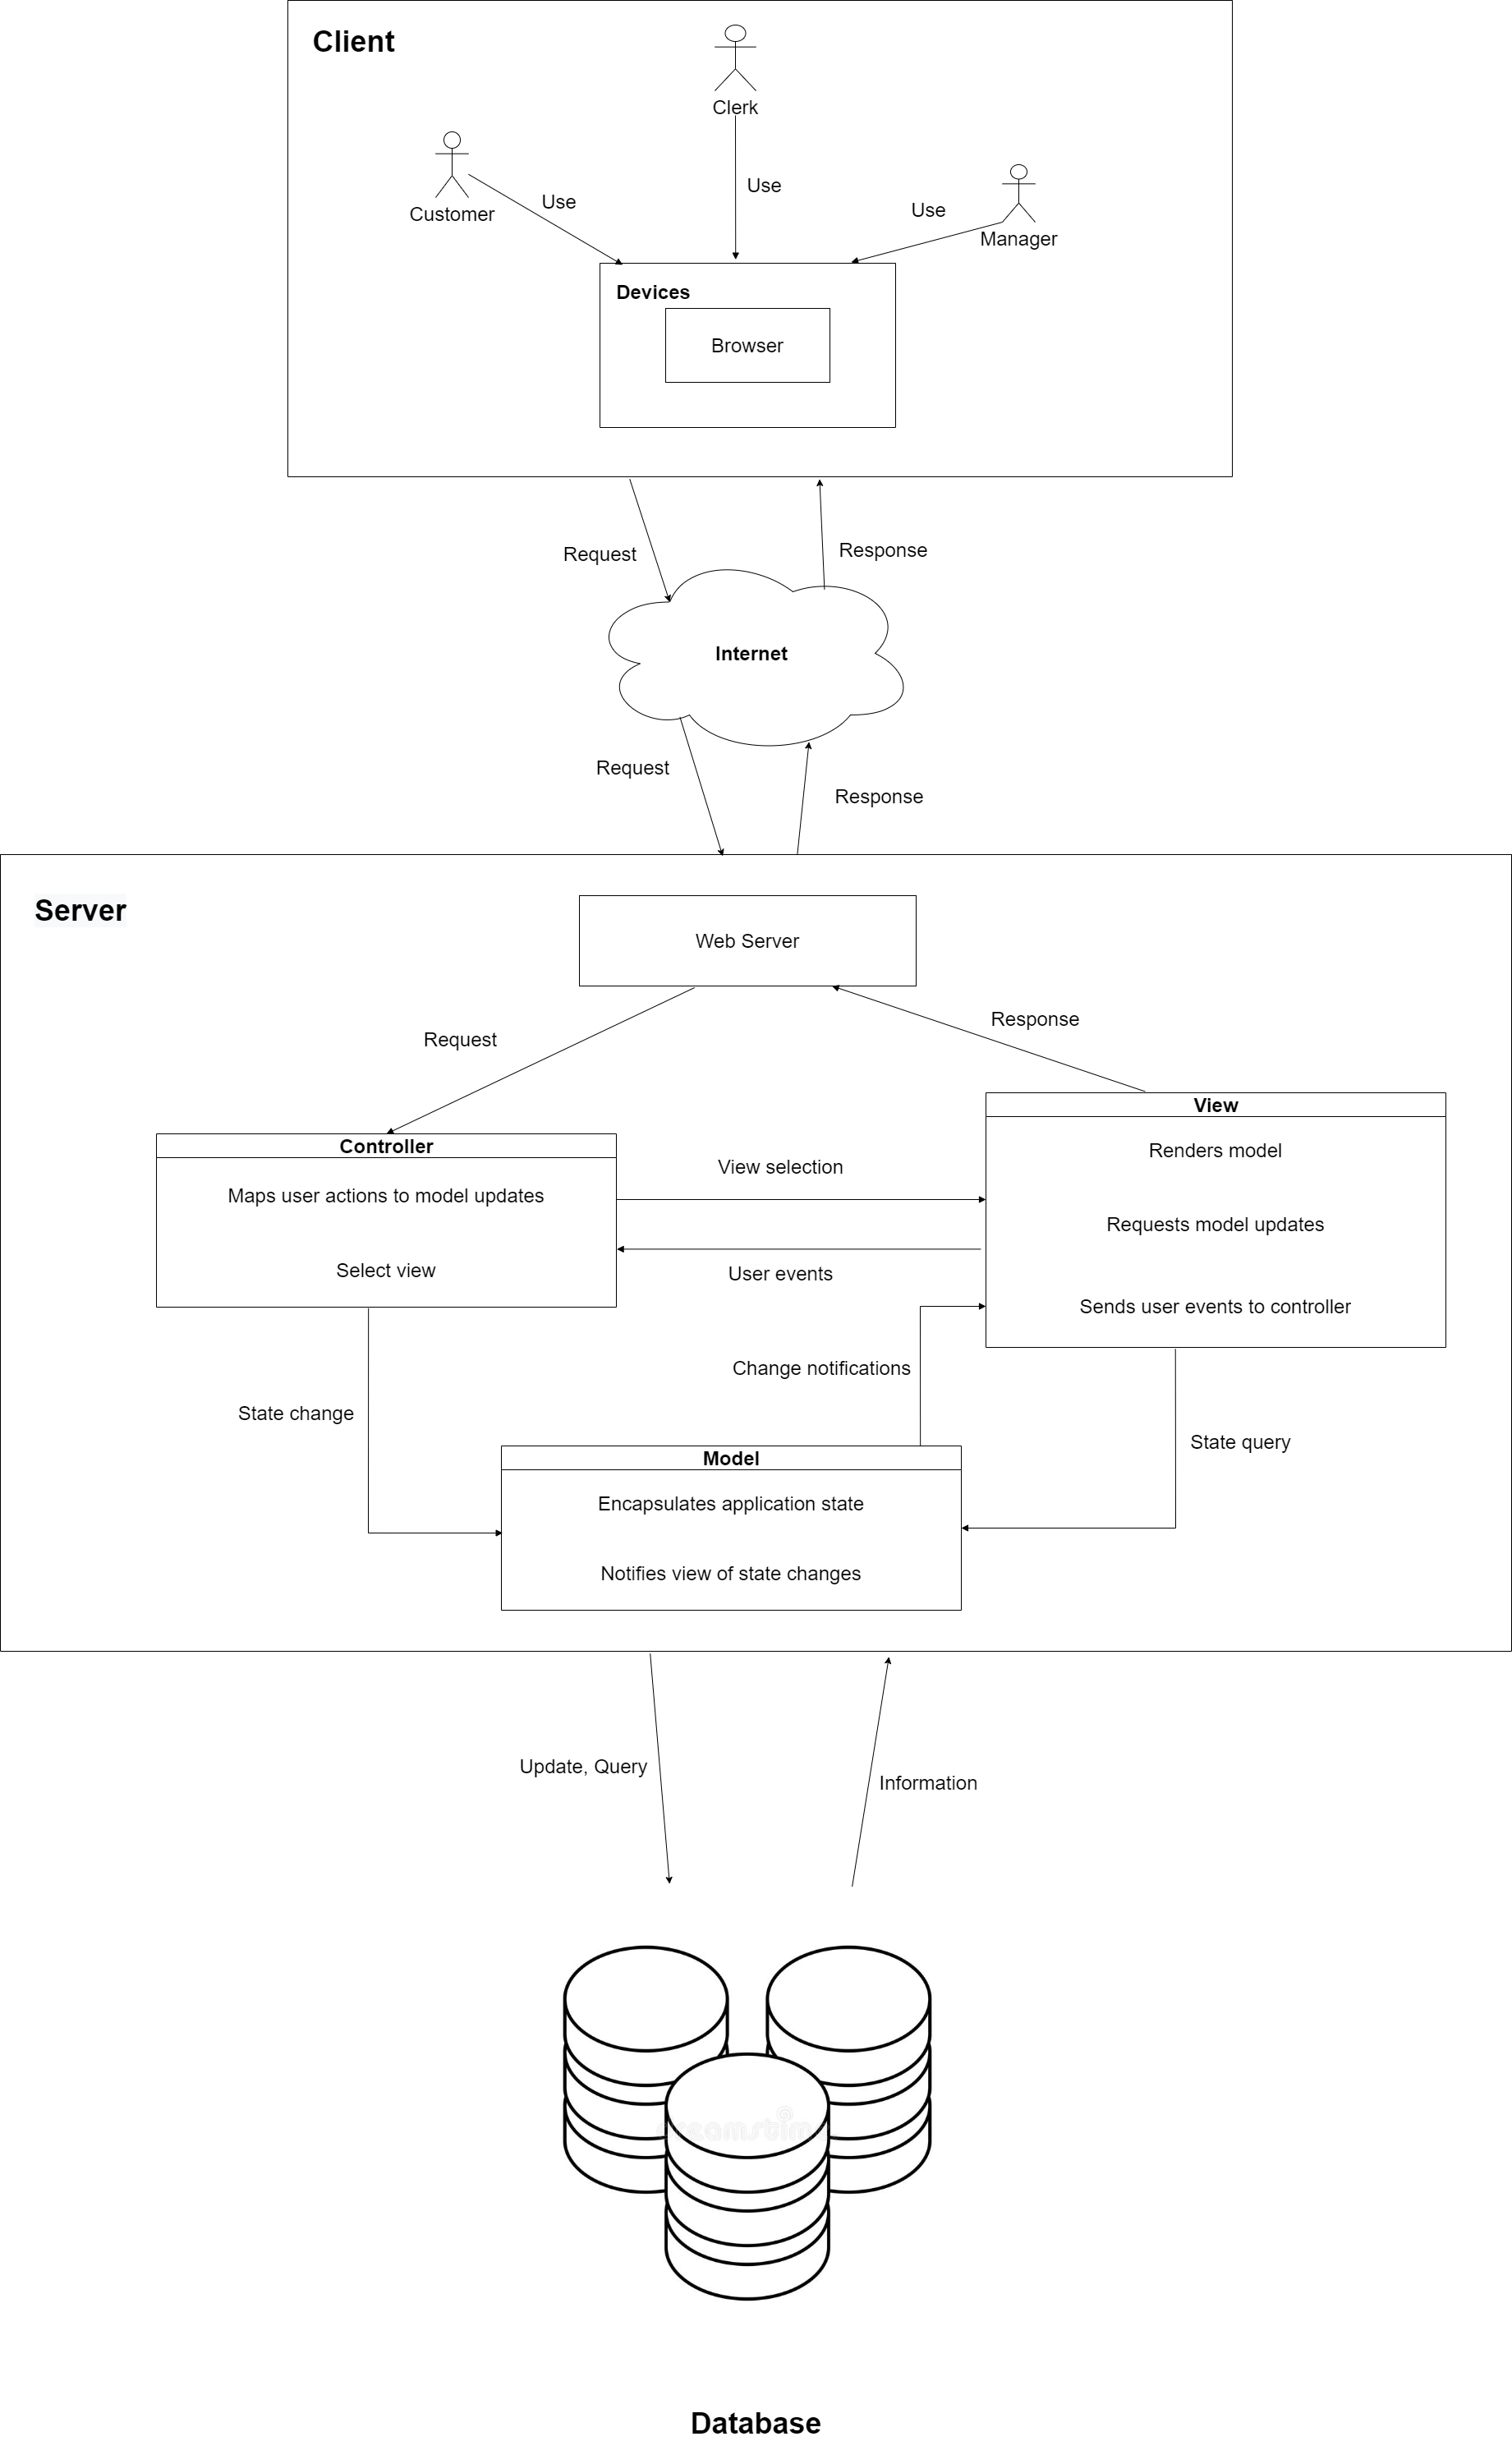 Client
Clerk
Customer
Use
Use
Use
Manager
Devices
Browser
Request
Response
Internet
Request
Response
Server
Web Server
Request
Response
View
Renders model
Requests model updates
Sends user events to controller
Controller
Maps user actions to model updates
Select view
View selection
User events
Change notifications
State change
State query
Model
Encapsulates application state
Notifies view of state changes
Update, Query
Information
dreamstime
Database